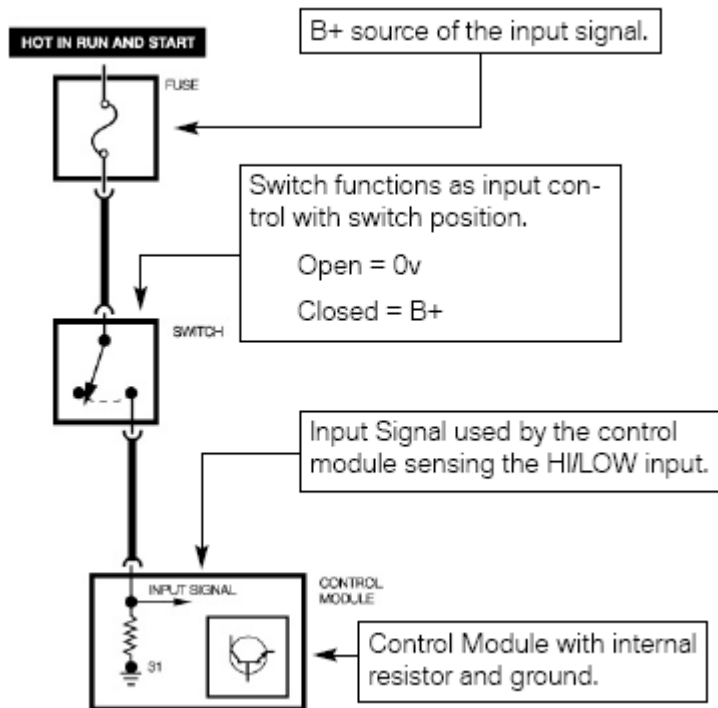 B+ source of the input signal.
HOT IN RUN AND START
FUSE
Switch functions as input con-
trol with switch position.
Open = 0v
Closed = B+
SWITCH
Input Signal used by the control
module sensing the HI/LOW input.
INPUT SIGNAL
CONTROL
MODULE
31
Control Module with internal
resistor and ground.